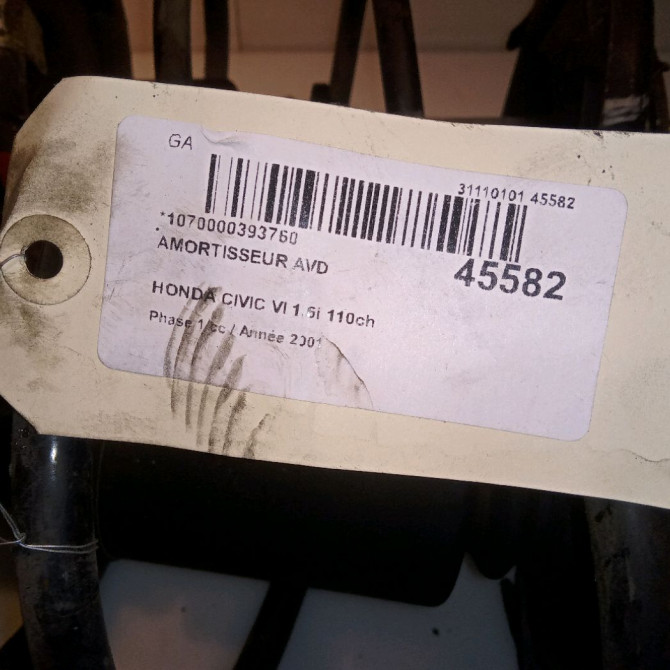 GA
31110101 45582
*1070000393760
45582
AMORTISSEUR AVD
HONDA CIVIC VI 1.6i 110ch
Phase 1 / cc / Année 2001